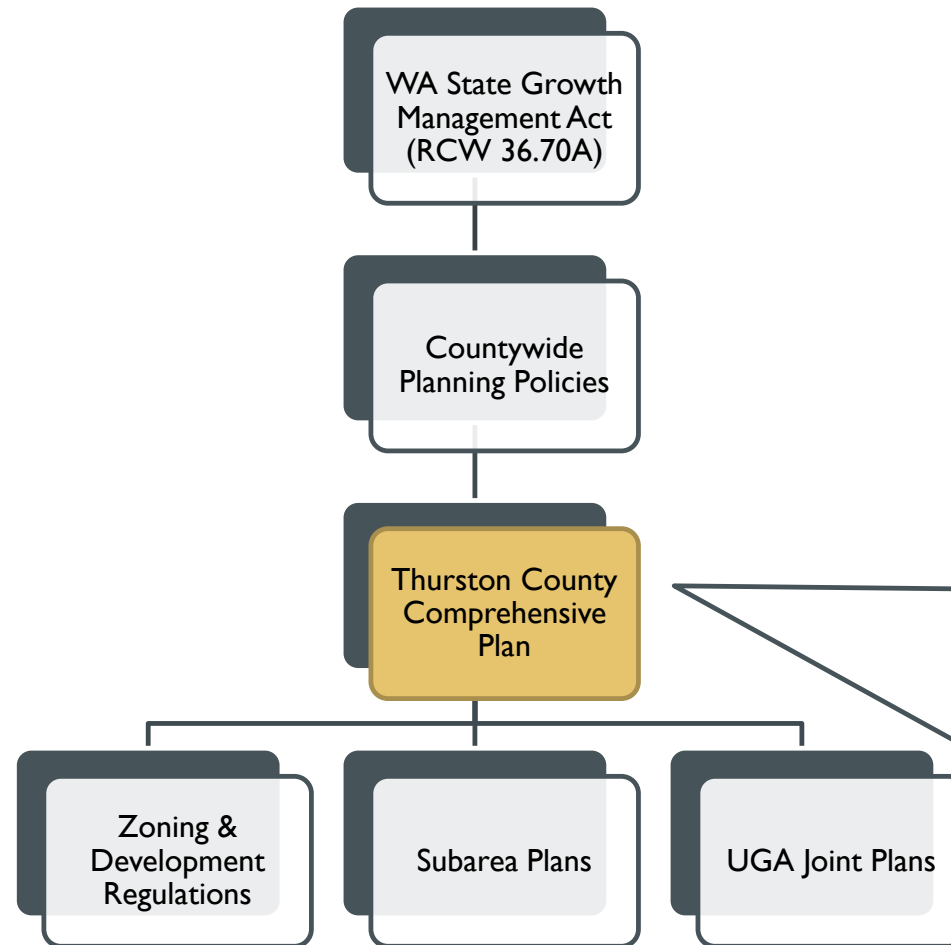 WA State Growth
Management Act
(RCW 36.70A)
Countywide
Planning Policies
Thurston County
Comprehensive
Plan
Zoning &
Development
Regulations
Subarea Plans
UGA Joint Plans